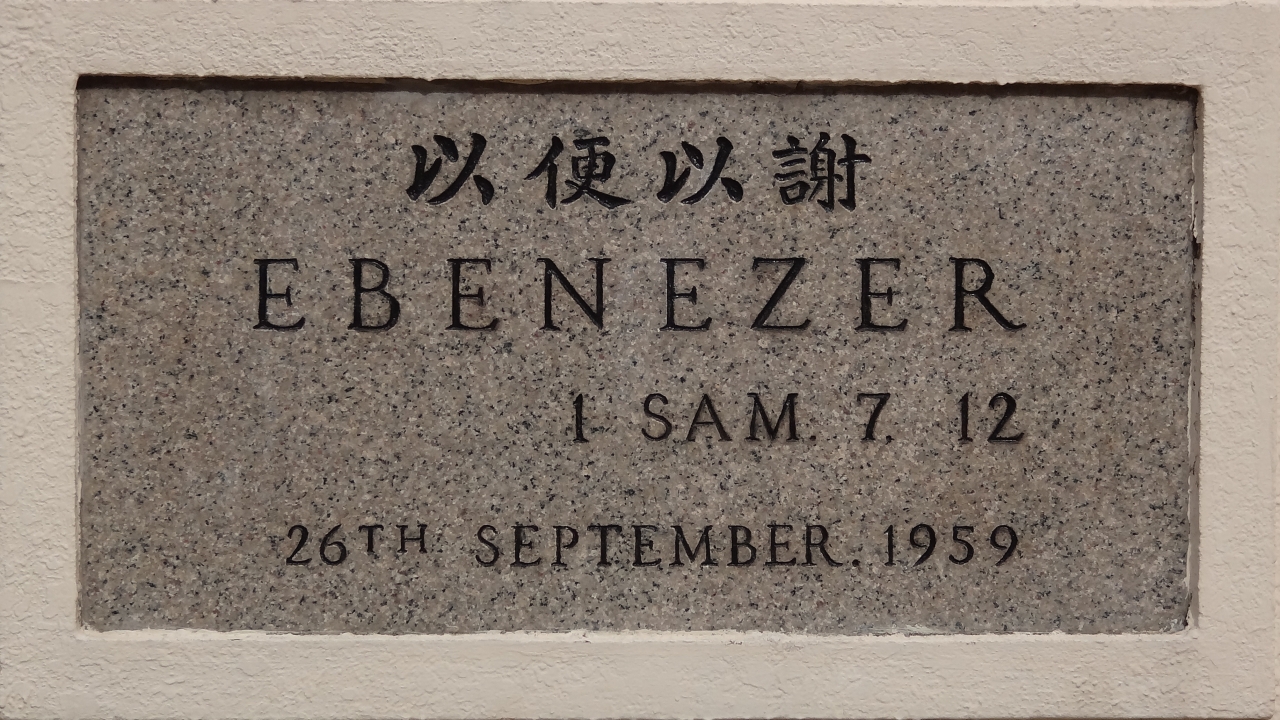 以便以謝
EBENEZER
1 SAM. 7. 12
26TH SEPTEMBER. 1959